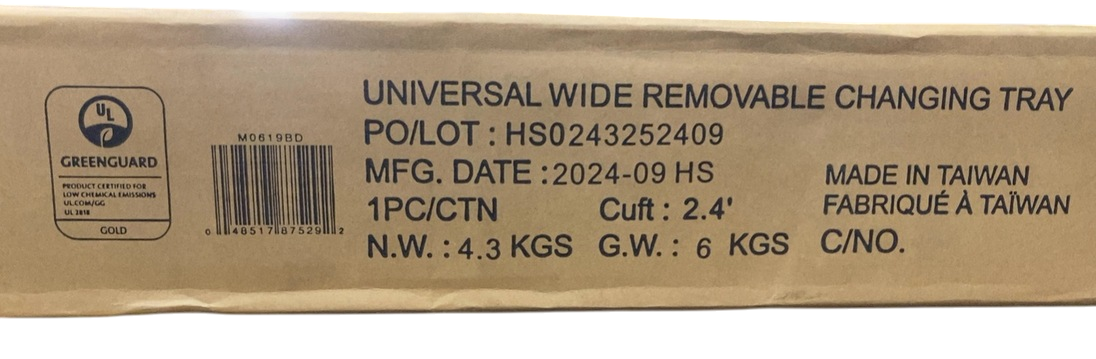 UL
GREENGUARD
PRODUCT CERTIFIED FOR
LOW CHEMICAL EMISSIONS
UL.COM/GG
UL 2818
GOLD
M0619BD
0 48517 87529 2
UNIVERSAL WIDE REMOVABLE CHANGING TRAY
PO/LOT : HS0243252409
MFG. DATE : 2024-09 HS
1PC/CTN Cuft : 2.4'
N.W. : 4.3 KGS G.W. : 6 KGS
MADE IN TAIWAN
FABRIQUÉ À TAÏWAN
C/NO.